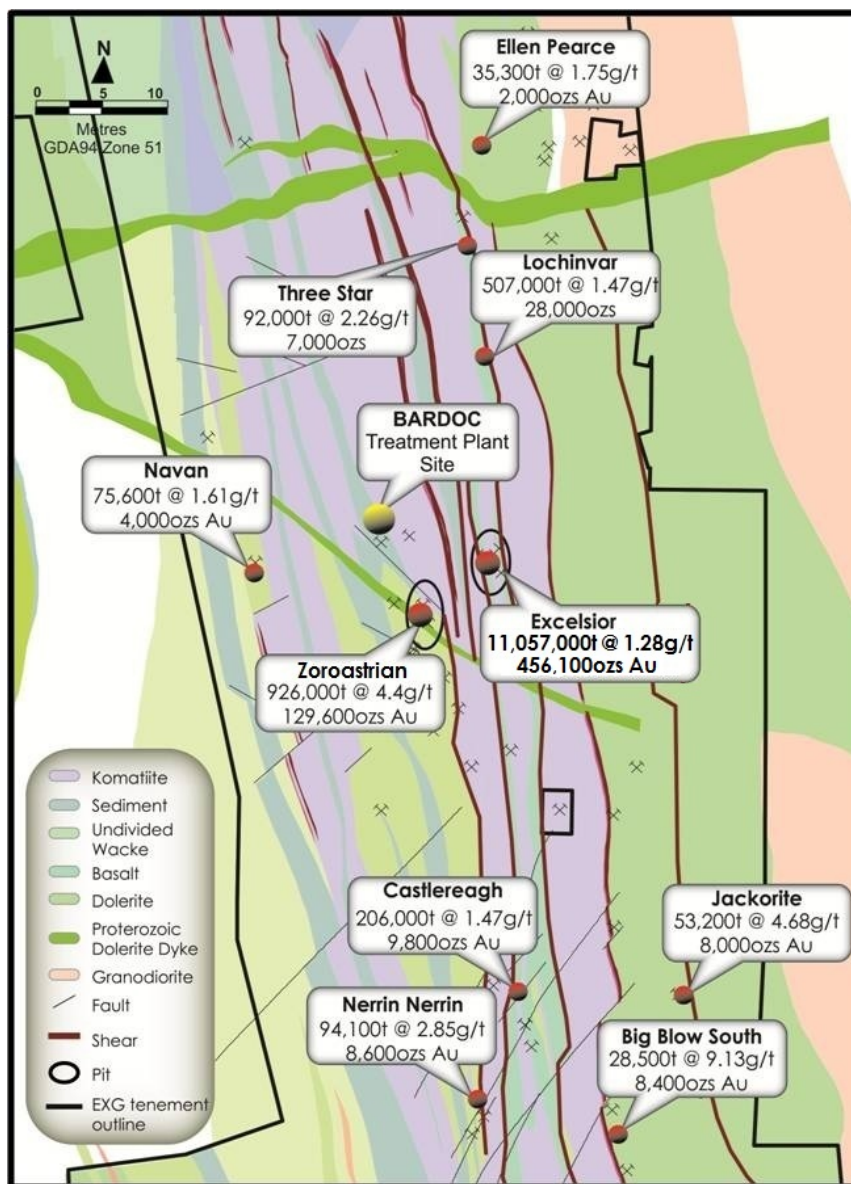 Ellen Pearce
35,300t @ 1.75g/t
2,000ozs Au
N
0 5 10
Metres
GDA94 Zone 51
Lochinvar
507,000t @ 1.47g/t
28,000ozs
Three Star
92,000t @ 2.26g/t
7,000ozs
BARDOC
Treatment Plant
Site
Navan
75,600t @ 1.61g/t
4,000ozs Au
Excelsior
11,057,000t @ 1.28g/t
456,100ozs Au
Zoroastrian
926,000t @ 4.4g/t
129,600ozs Au
Komatiite
Sediment
Undivided
Wacke
Basalt
Dolerite
Proterozoic
Dolerite Dyke
Granodiorite
Fault
Shear
Pit
EXG tenement
outline
Castlereagh
206,000t @ 1.47g/t
9,800ozs Au
Jackorite
53,200t @ 4.68g/t
8,000ozs Au
Nerrin Nerrin
94,100t @ 2.85g/t
8,600ozs Au
Big Blow South
28,500t @ 9.13g/t
8,400ozs Au